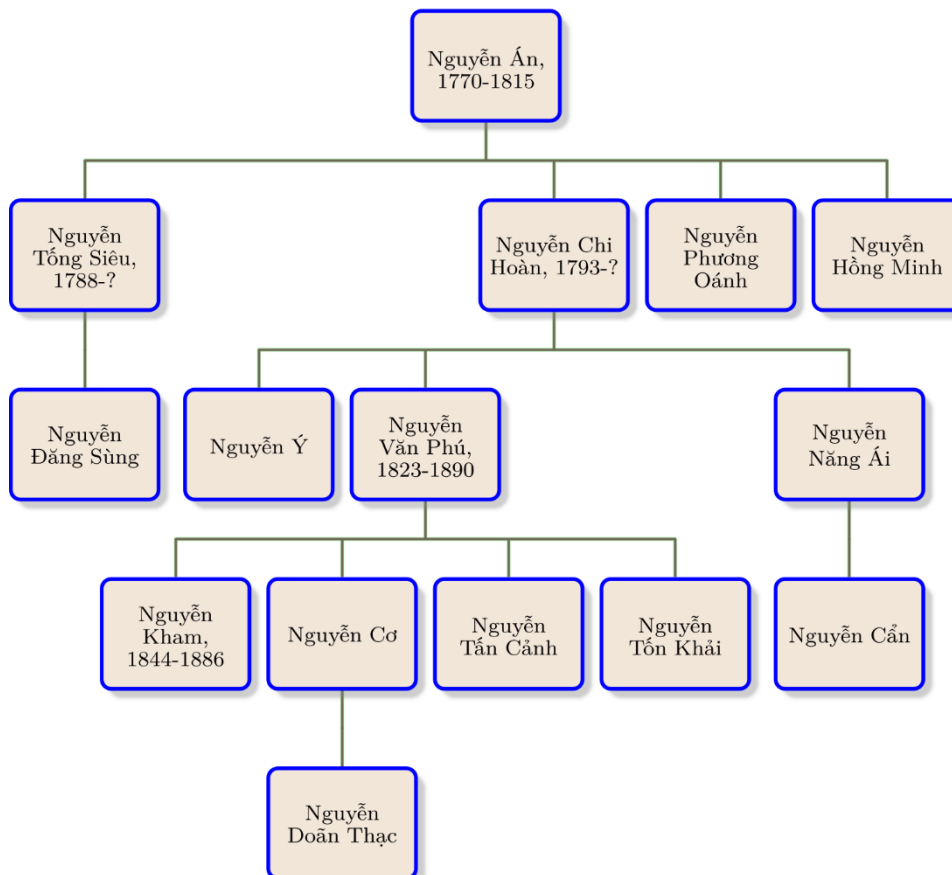 Nguyễn Án,
1770-1815
Nguyễn
Tống Siêu,
1788-?
Nguyễn Chi
Hoàn, 1793-?
Nguyễn
Phương
Oánh
Nguyễn
Hồng Minh
Nguyễn
Đăng Sùng
Nguyễn Ý
Nguyễn
Văn Phú,
1823-1890
Nguyễn
Năng Ái
Nguyễn
Kham,
1844-1886
Nguyễn Cơ
Nguyễn
Tấn Cảnh
Nguyễn
Tốn Khải
Nguyễn Cẩn
Nguyễn
Doãn Thạc